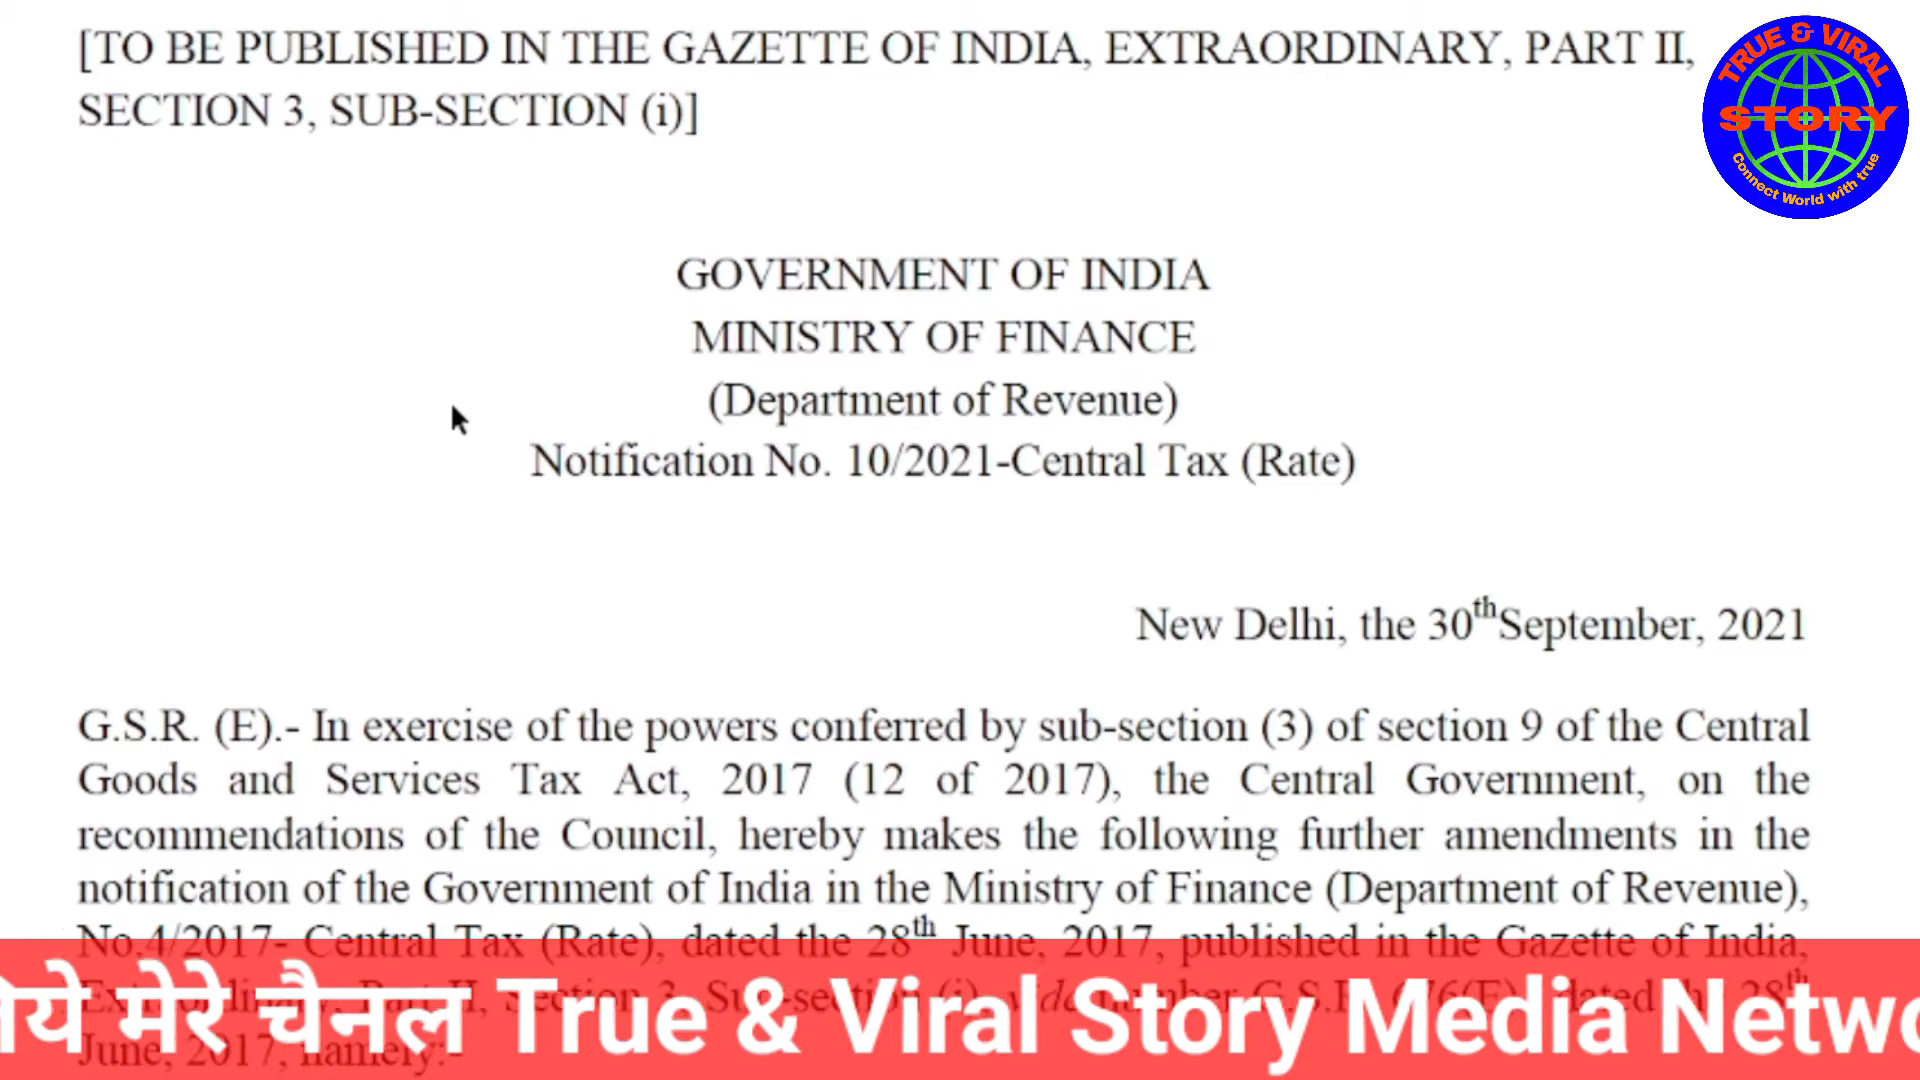 [TO BE PUBLISHED IN THE GAZETTE OF INDIA, EXTRAORDINARY, PART II,
SECTION 3, SUB-SECTION (i)]
TRUE & VIRAL
STORY
Connect World with true
GOVERNMENT OF INDIA
MINISTRY OF FINANCE
(Department of Revenue)
Notification No. 10/2021-Central Tax (Rate)
New Delhi, the 30th September, 2021
G.S.R. (E).- In exercise of the powers conferred by sub-section (3) of section 9 of the Central
Goods and Services Tax Act, 2017 (12 of 2017), the Central Government, on the
recommendations of the Council, hereby makes the following further amendments in the
notification of the Government of India in the Ministry of Finance (Department of Revenue),
No.4/2017- Central Tax (Rate), dated the 28th June, 2017, published in the Gazette of India,
मेरे चैनल True & Viral Story Media
June, 2017, namely:-